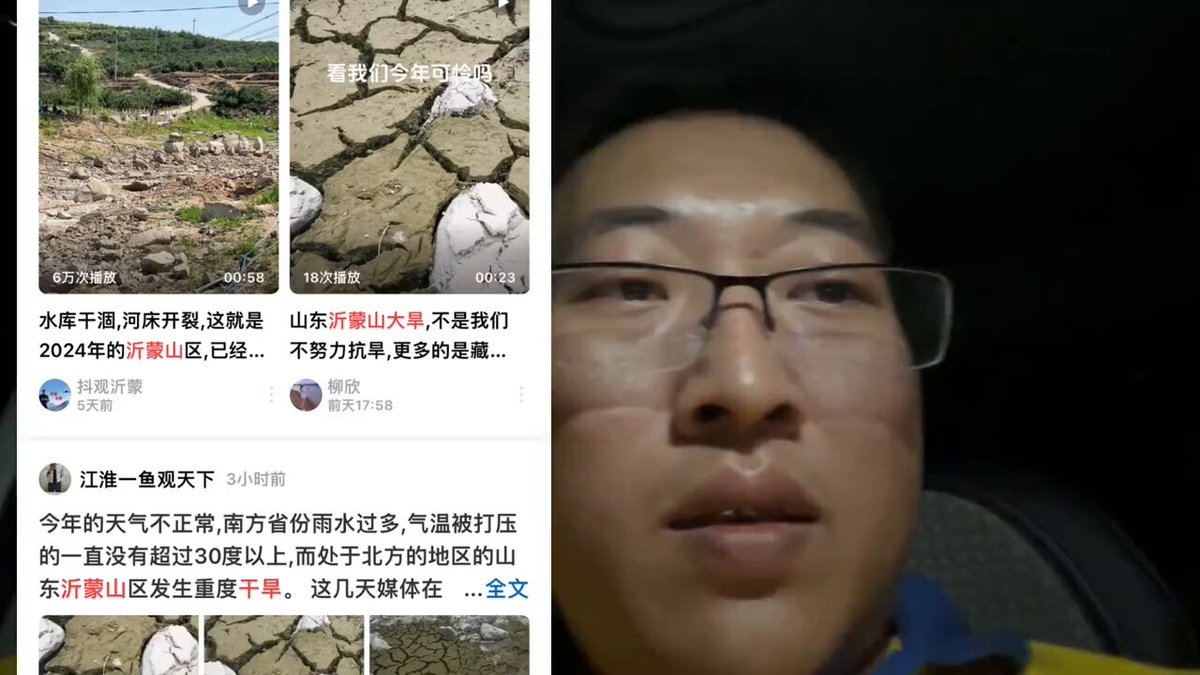 看我们今年可怜吗
6万次播放
00:58
18次播放
00:23
水库干涸,河床开裂,这就是
2024年的沂蒙山区,已经...
山东沂蒙山大旱,不是我们
不努力抗旱,更多的是藏...
抖观沂蒙
5天前
柳欣
前天17:58
江淮一鱼观天下 3小时前
今年的天气不正常,南方省份雨水过多,气温被打压
的一直没有超过30度以上,而处于北方的地区的山
东沂蒙山区发生重度干旱。 这几天媒体在 ...全文